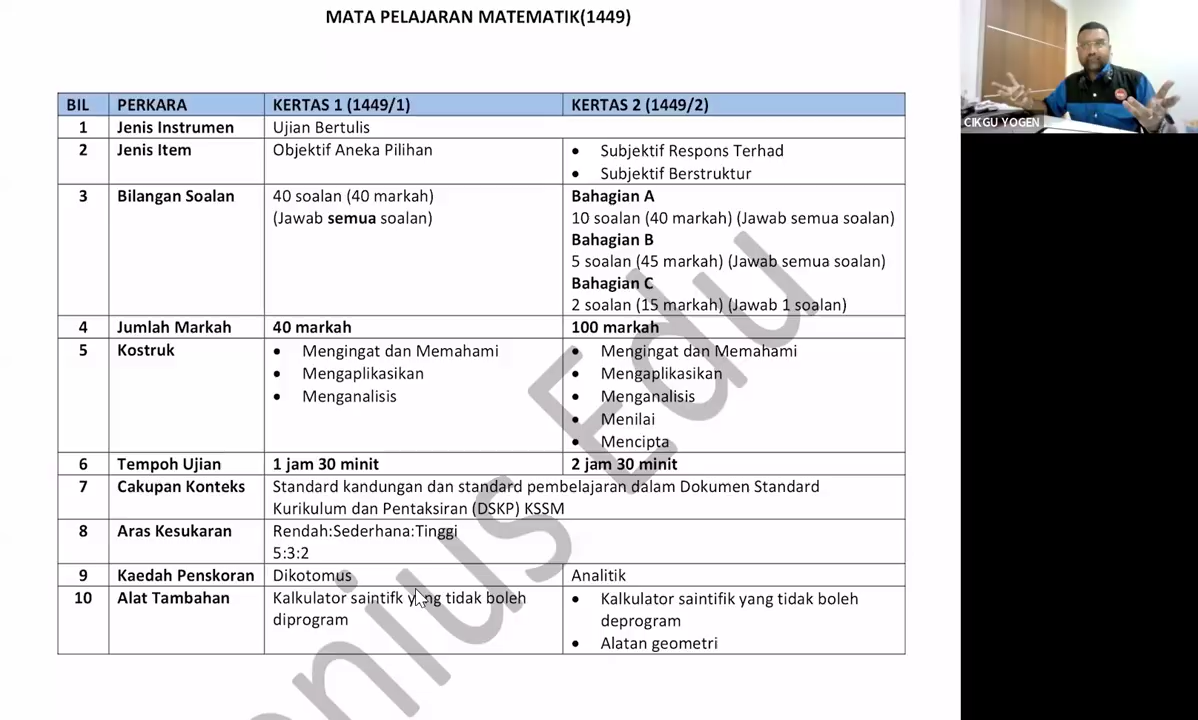 MATA PELAJARAN MATEMATIK(1449)
BIL PERKARA KERTAS 1 (1449/1) KERTAS 2 (1449/2)
1 Jenis Instrumen Ujian Bertulis
2 Jenis Item Objektif Aneka Pilihan • Subjektif Respons Terhad
• Subjektif Berstruktur
3 Bilangan Soalan 40 soalan (40 markah) Bahagian A
(Jawab semua soalan) 10 soalan (40 markah) (Jawab semua soalan)
Bahagian B
5 soalan (45 markah) (Jawab semua soalan)
Bahagian C
2 soalan (15 markah) (Jawab 1 soalan)
4 Jumlah Markah 40 markah 100 markah
5 Kostruk • Mengingat dan Memahami • Mengingat dan Memahami
• Mengaplikasikan • Mengaplikasikan
• Menganalisis • Menganalisis
• Menilai
• Mencipta
6 Tempoh Ujian 1 jam 30 minit 2 jam 30 minit
7 Cakupan Konteks Standard kandungan dan standard pembelajaran dalam Dokumen Standard
Kurikulum dan Pentaksiran (DSKP) KSSM
8 Aras Kesukaran Rendah:Sederhana:Tinggi
5:3:2
9 Kaedah Penskoran Dikotomus Analitik
10 Alat Tambahan Kalkulator saintifk yang tidak boleh • Kalkulator saintifik yang tidak boleh
diprogram deprogram
• Alatan geometri
enius Edu
CIKGU YOGEN